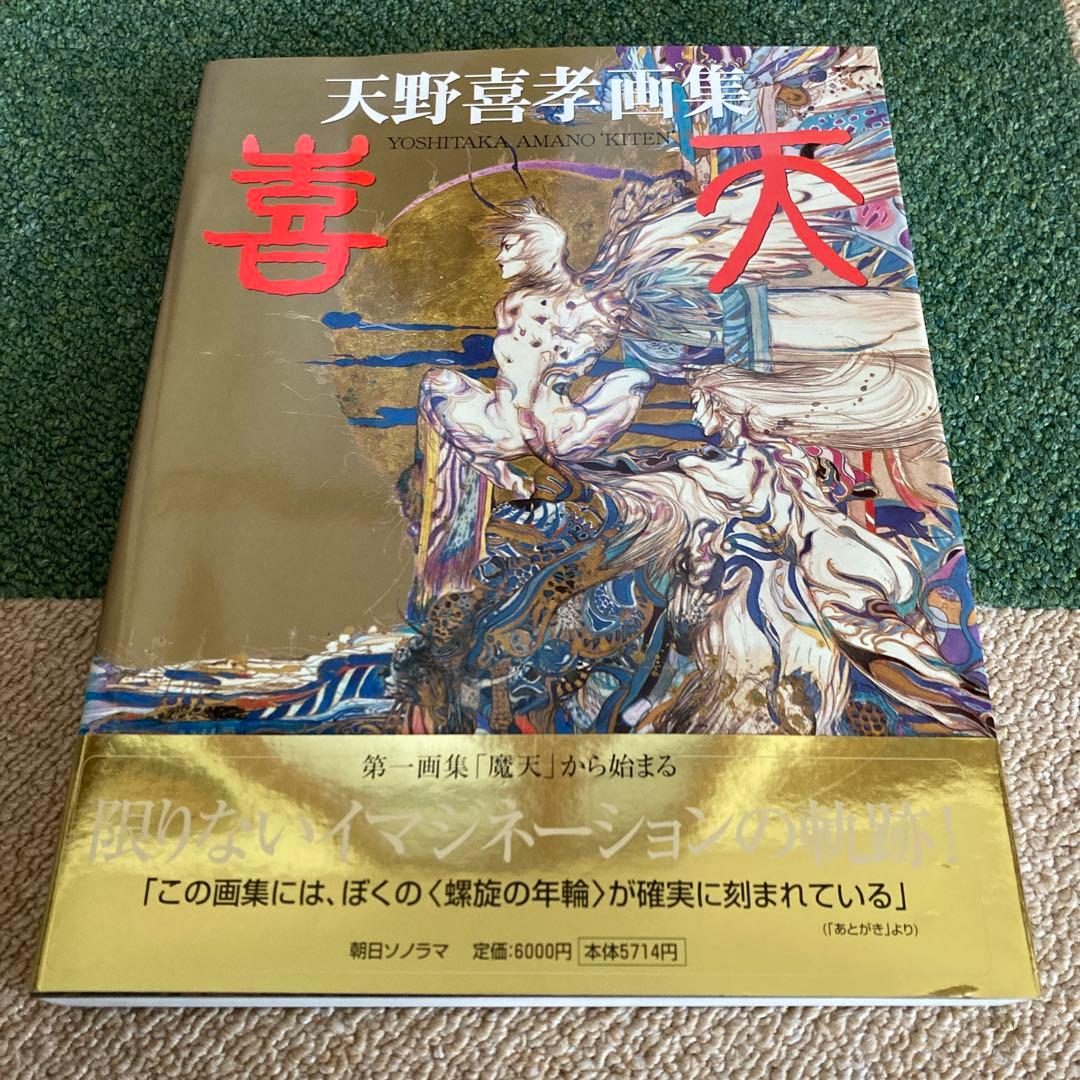 天野喜孝画集
YOSHITAKA AMANO 'KITEN'
喜天
第一画集「魔天」から始まる
限りないイマジネーションの軌跡!
「この画集には、ぼくの〈螺旋の年輪〉が確実に刻まれている」
(「あとがき」より)
朝日ソノラマ 定価:6000円 本体5714円